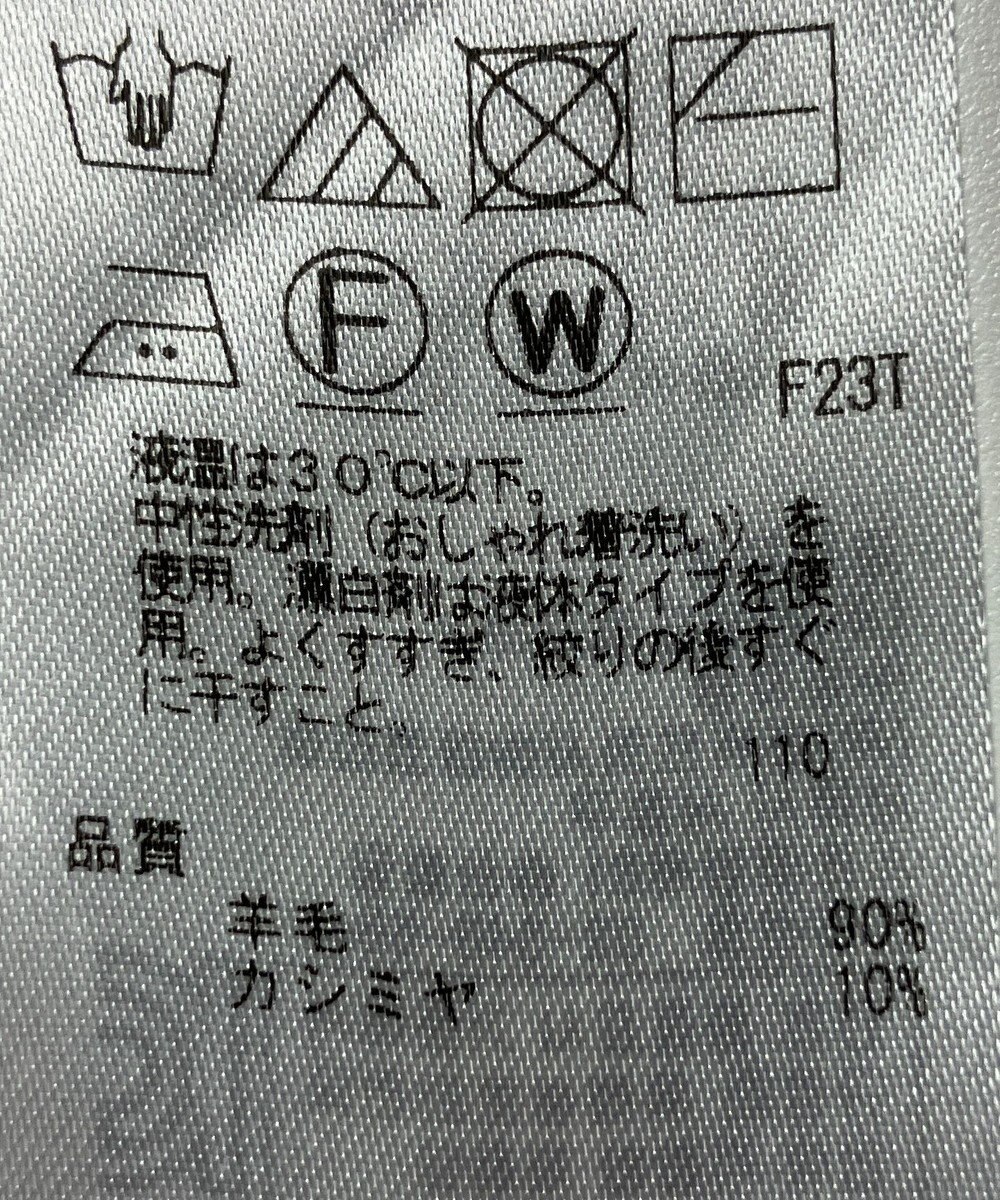 F
W
F23T
液温は30℃以下。
中性洗剤(おしゃれ着洗い)を
使用。漂白剤は液体タイプを使
用。よくすすぎ、絞りの後すぐ
に干すこと。
110
品質
羊毛 90%
カシミヤ 10%